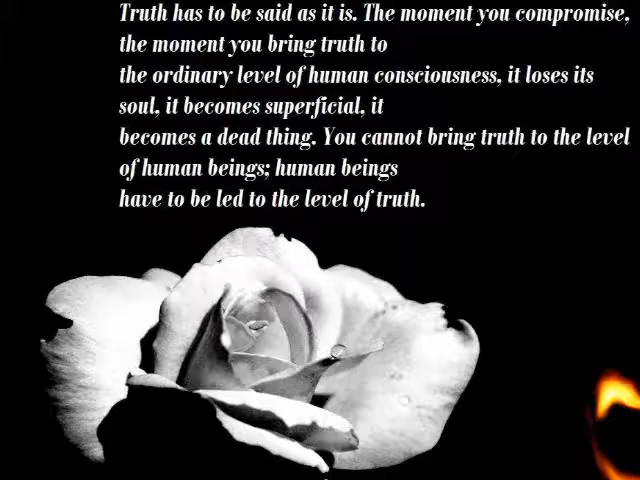 Truth has to be said as it is. The moment you compromise,
the moment you bring truth to
the ordinary level of human consciousness, it loses its
soul, it becomes superficial, it
becomes a dead thing. You cannot bring truth to the level
of human beings; human beings
have to be led to the level of truth.